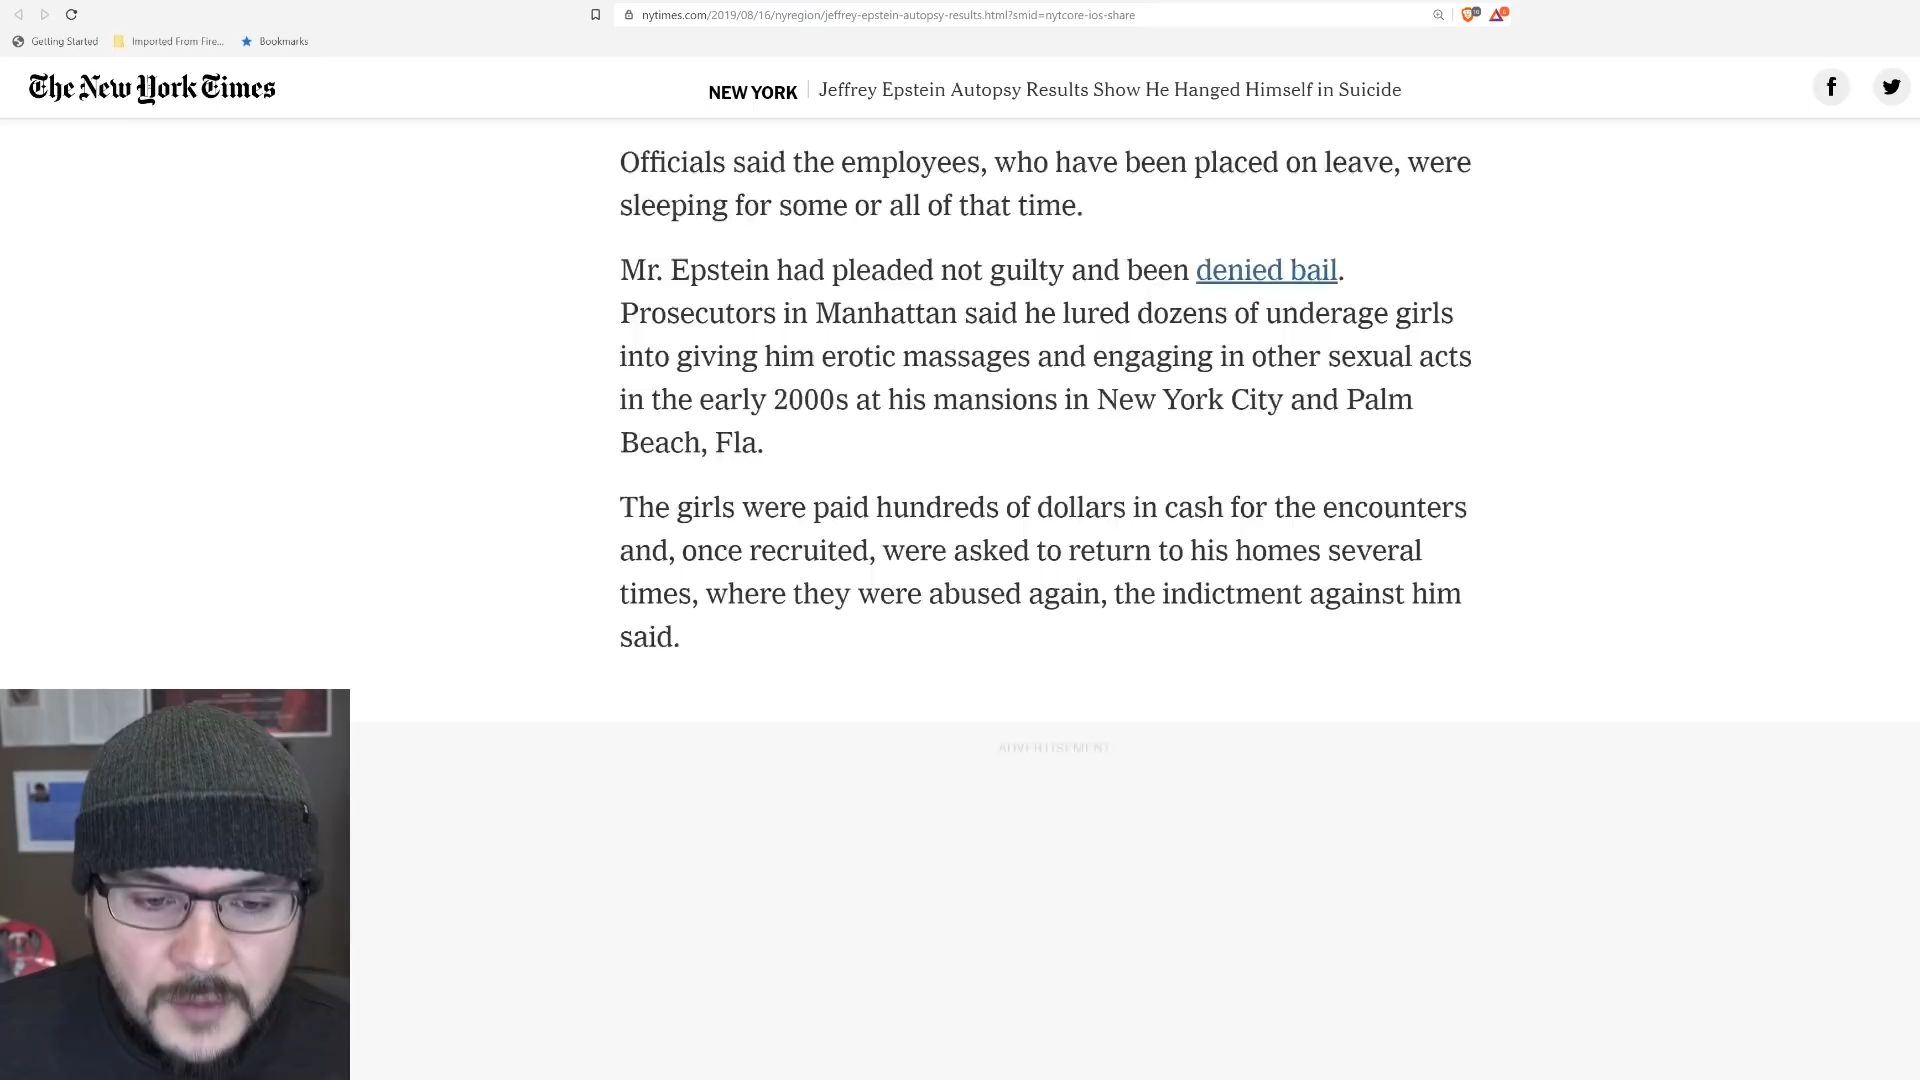 nytimes.com/2019/08/16/nyregion/jeffrey-epstein-autopsy-results.html?smid=nytcore-ios-share
Getting Started Imported From Fire... Bookmarks
The New York Times NEW YORK Jeffrey Epstein Autopsy Results Show He Hanged Himself in Suicide
Officials said the employees, who have been placed on leave, were
sleeping for some or all of that time.
Mr. Epstein had pleaded not guilty and been denied bail.
Prosecutors in Manhattan said he lured dozens of underage girls
into giving him erotic massages and engaging in other sexual acts
in the early 2000s at his mansions in New York City and Palm
Beach, Fla.
The girls were paid hundreds of dollars in cash for the encounters
and, once recruited, were asked to return to his homes several
times, where they were abused again, the indictment against him
said.
ADVERTISEMENT